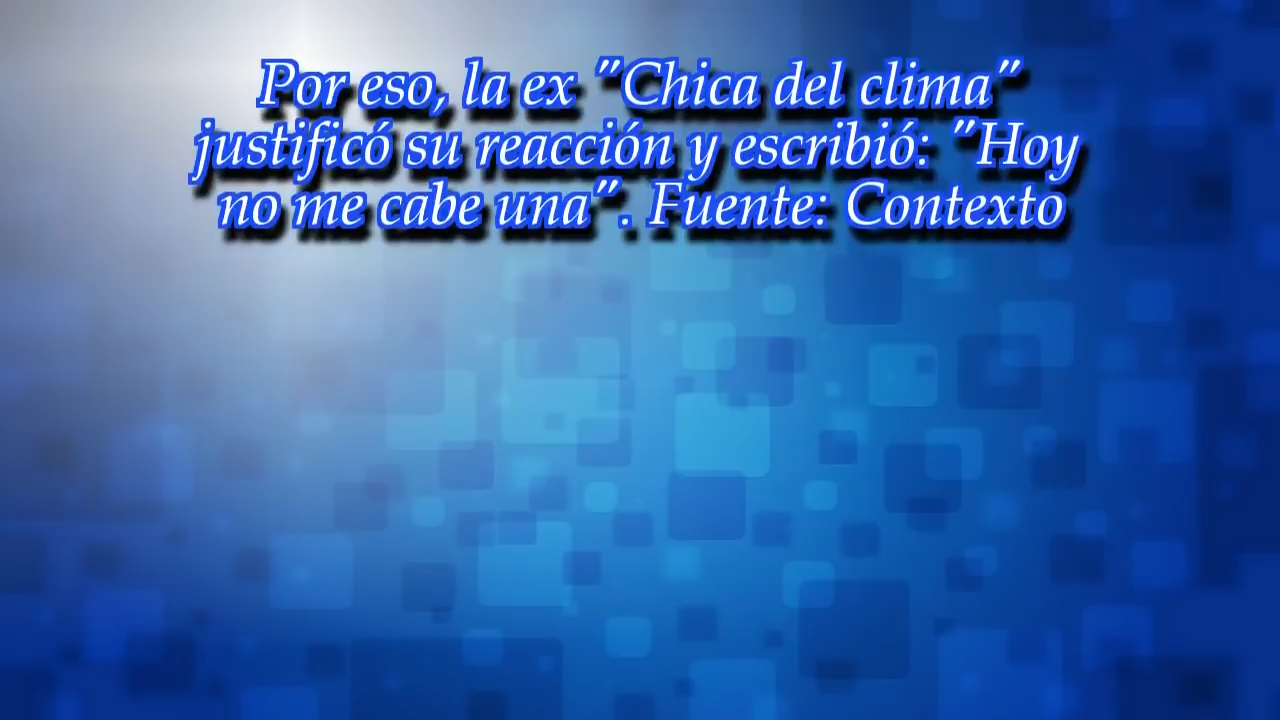 Por eso, la ex "Chica del clima"
justificó su reacción y escribió: "Hoy
no me cabe una". Fuente: Contexto